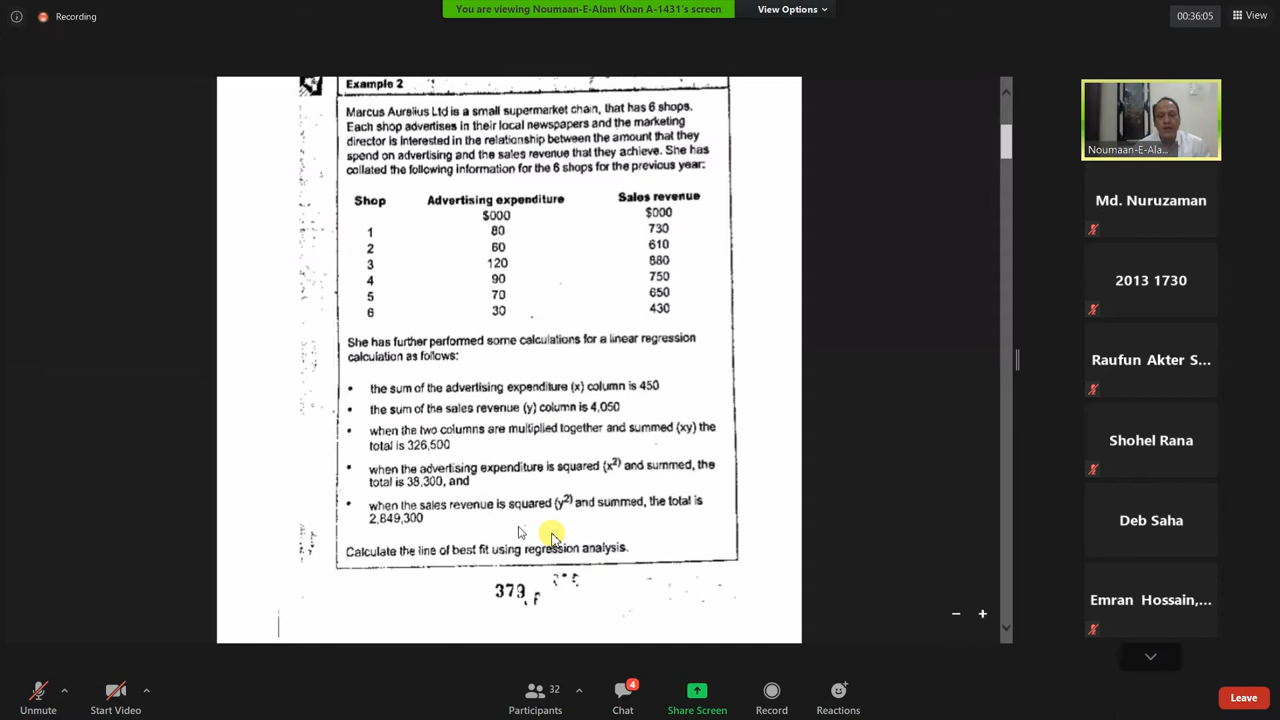 Recording
You are viewing Noumaan-E-Alam Khan A-1431's screen
View Options
00:36:05
View
Example 2
Marcus Aurelius Ltd is a small supermarket chain, that has 6 shops.
Each shop advertises in their local newspapers and the marketing
director is interested in the relationship between the amount that they
spend on advertising and the sales revenue that they achieve. She has
collated the following information for the 6 shops for the previous year:
Shop Advertising expenditure Sales revenue
$000 $000
1 80 730
2 60 610
3 120 880
4 90 750
5 70 650
6 30 430
She has further performed some calculations for a linear regression
calculation as follows:
• the sum of the advertising expenditure (x) column is 450
• the sum of the sales revenue (y) column is 4,050
• when the two columns are multiplied together and summed (xy) the
total is 326,500
• when the advertising expenditure is squared (x²) and summed, the
total is 38,300, and
• when the sales revenue is squared (y²) and summed, the total is
2,849,300
Calculate the line of best fit using regression analysis.
379
Noumaan-E-Ala...
Md. Nuruzaman
2013 1730
Raufun Akter S...
Shohel Rana
Deb Saha
Emran Hossain,...
Unmute
Start Video
32
Participants
4
Chat
Share Screen
Record
Reactions
Leave